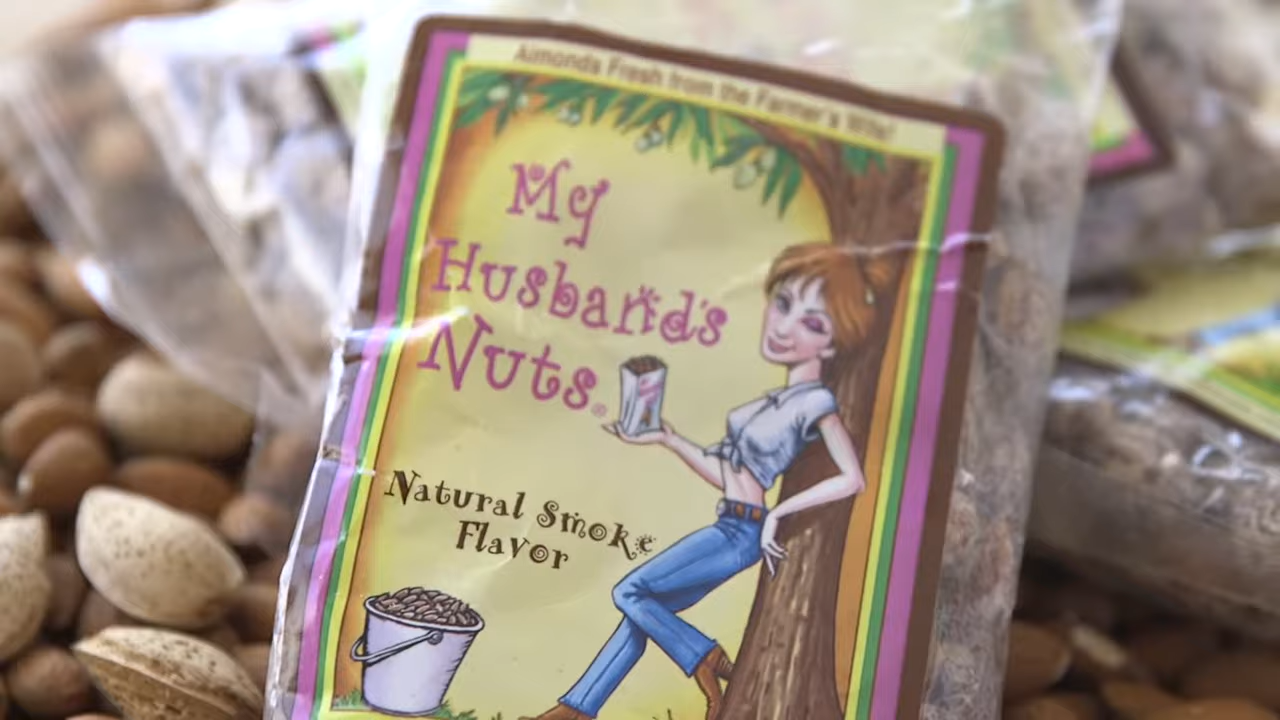 Almonds Fresh from the Farmer's Wife!
My
Husband's
Nuts®
Natural Smoke
Flavor